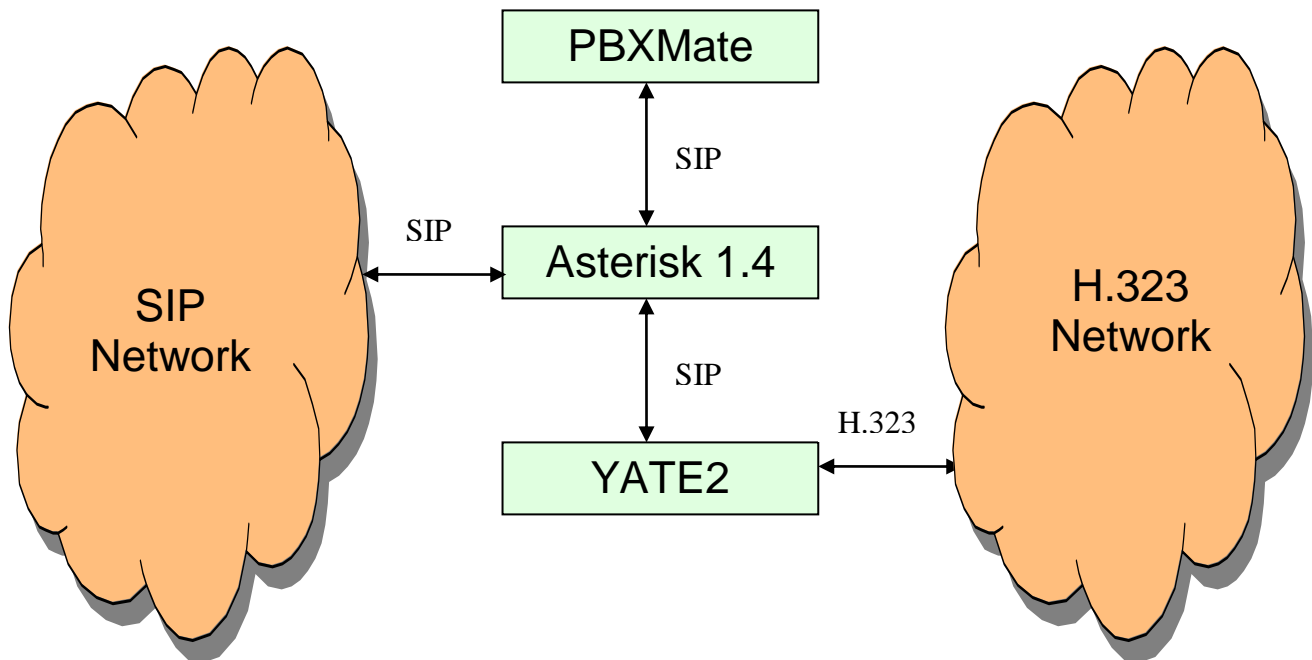 PBXMate
SIP
SIP
Asterisk 1.4
SIP
Network
H.323
Network
SIP
H.323
YATE2